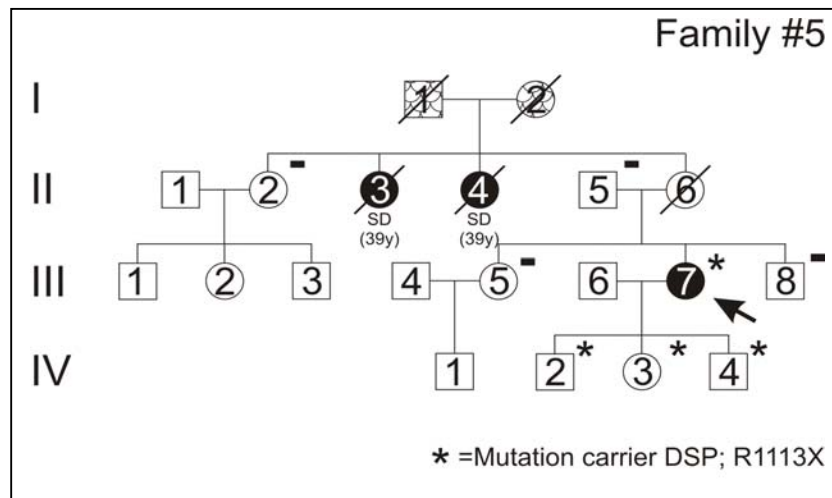 Family #5
I
1 2
II
1 2 - 3 4 5 - 6
SD SD
(39y) (39y)
III
1 2 3 4 5 - 6 7 * 8 -
IV
1 2 * 3 * 4 *
* =Mutation carrier DSP; R1113X